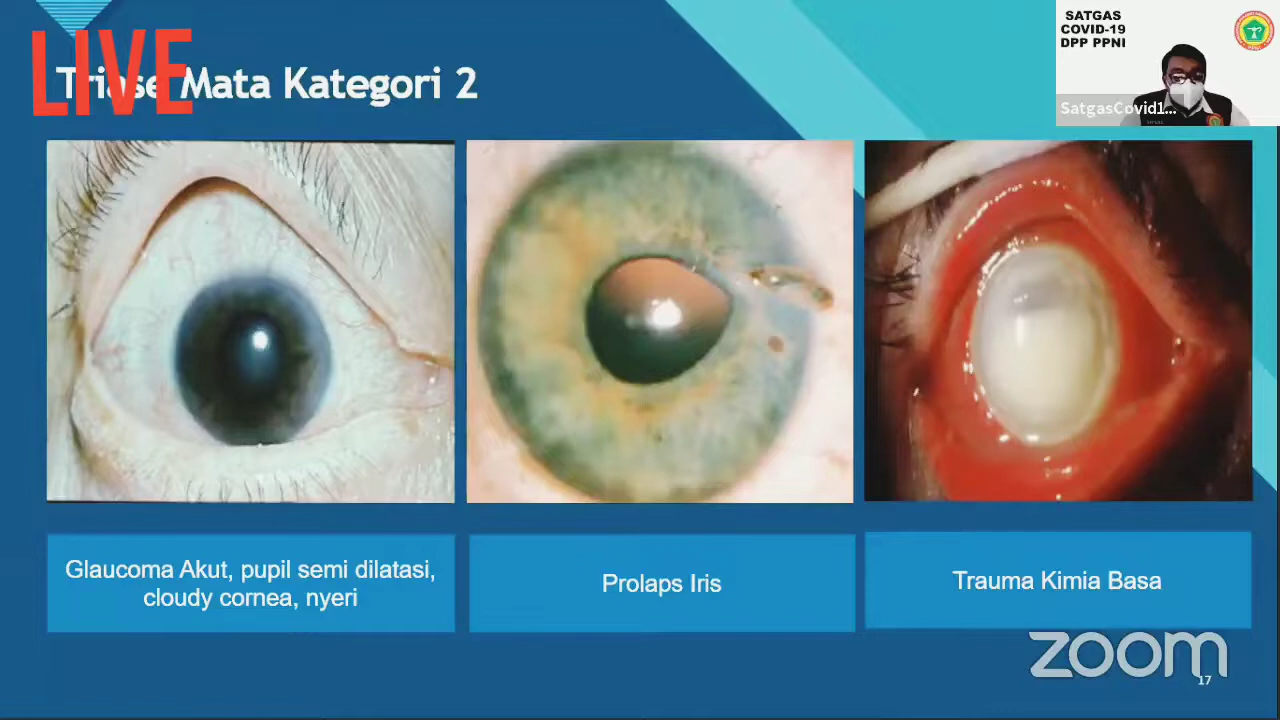 LIVE
Triase Mata Kategori 2
SATGAS
COVID-19
DPP PPNI
SatgasCovid1...
Glaucoma Akut, pupil semi dilatasi,
cloudy cornea, nyeri
Prolaps Iris
Trauma Kimia Basa
zoom
17